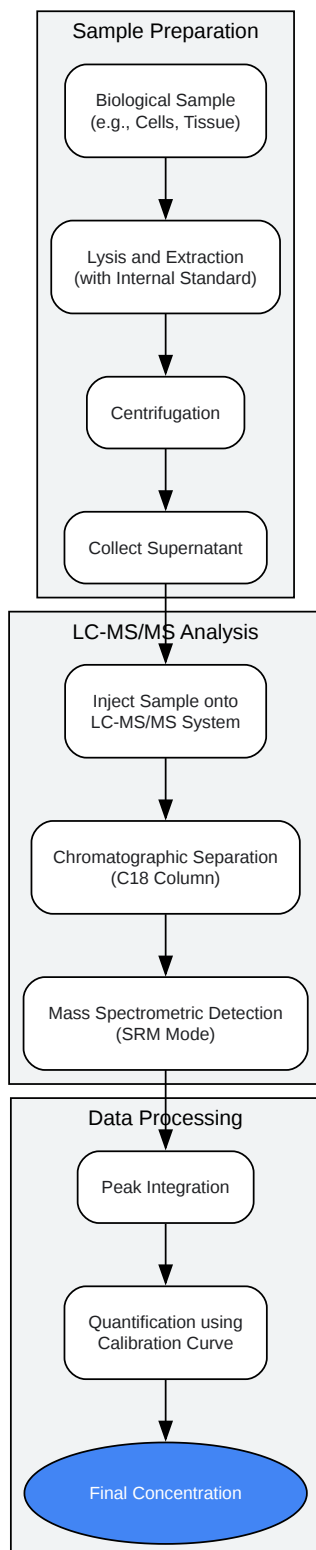 Sample Preparation
Biological Sample
(e.g., Cells, Tissue)
Lysis and Extraction
(with Internal Standard)
Centrifugation
Collect Supernatant
LC-MS/MS Analysis
Inject Sample onto
LC-MS/MS System
Chromatographic Separation
(C18 Column)
Mass Spectrometric Detection
(SRM Mode)
Data Processing
Peak Integration
Quantification using
Calibration Curve
Final Concentration